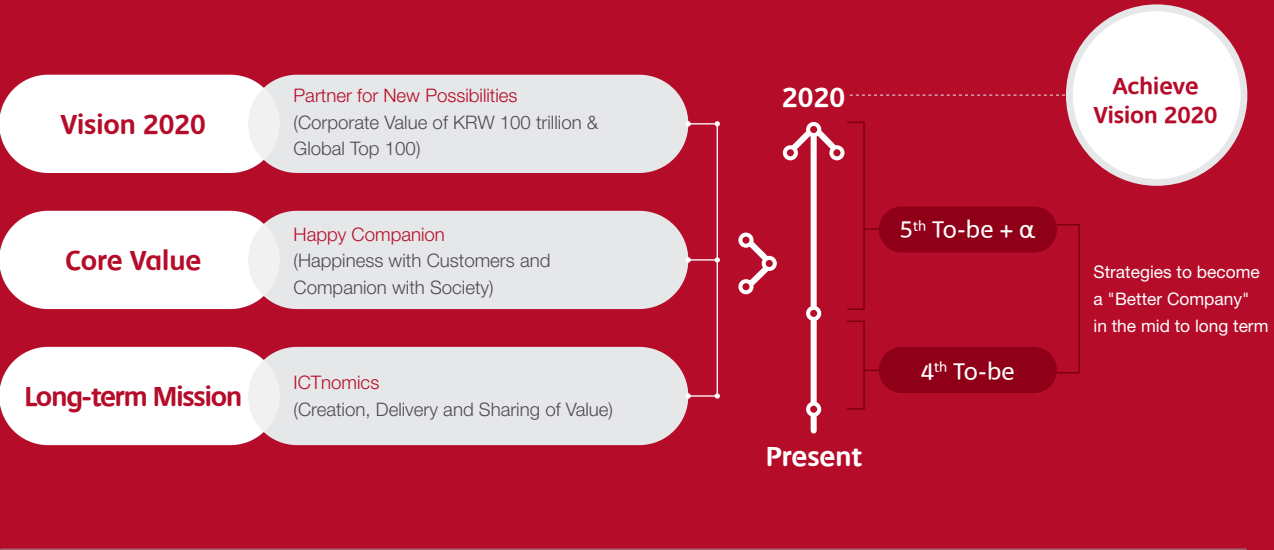 Vision 2020
Partner for New Possibilities
(Corporate Value of KRW 100 trillion &
Global Top 100)
Core Value
Happy Companion
(Happiness with Customers and
Companion with Society)
Long-term Mission
ICTnomics
(Creation, Delivery and Sharing of Value)
2020
Achieve
Vision 2020
5th To-be + α
4th To-be
Strategies to become
a "Better Company"
in the mid to long term
Present